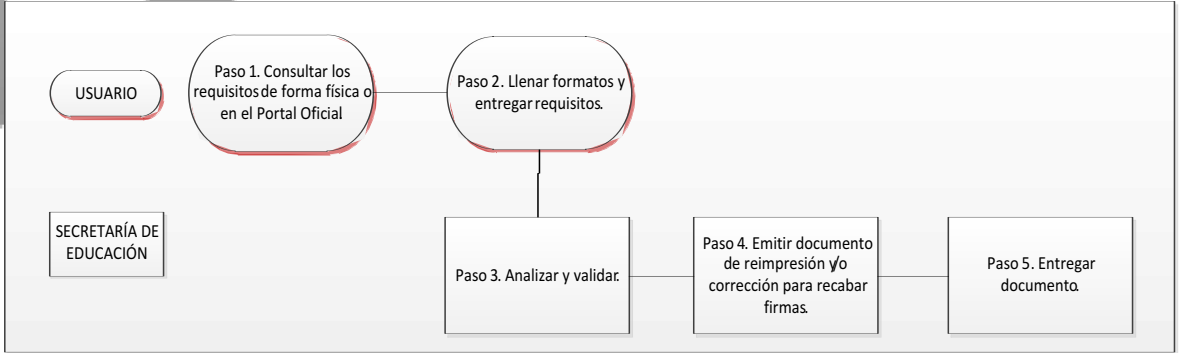 USUARIO
Paso 1. Consultar los
requisitos de forma física o
en el Portal Oficial.
Paso 2. Llenar formatos y
entregar requisitos.
SECRETARÍA DE
EDUCACIÓN
Paso 3. Analizar y validar.
Paso 4. Emitir documento
de reimpresión y/o
corrección para recabar
firmas.
Paso 5. Entregar
documento.